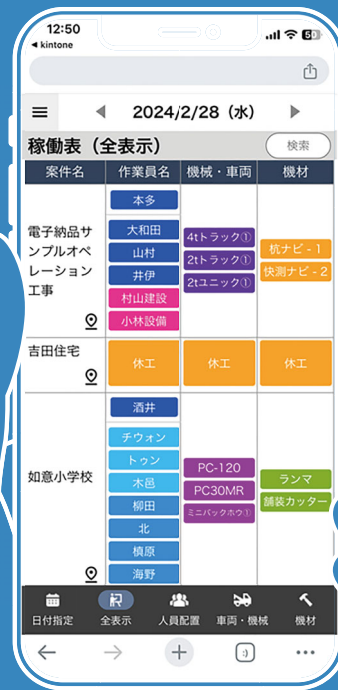 12:50
◀ kintone
50
2024/2/28（水）
稼働表（全表示）
検索
案件名 作業員名 機械・車両 機材
電子納品サ
ンプルオペ
レーション
工事
本多
大和田
山村
井伊
村山建設
小林設備
4tトラック①
2tトラック①
2tユニック①
杭ナビ - 1
快測ナビ - 2
吉田住宅
休工 休工 休工
如意小学校
酒井
チウォン
トゥン
木邑
柳田
北
槙原
海野
PC-120
PC30MR
ミニバックホウ①
ランマ
舗装カッター
日付指定 全表示 人員配置 車両・機械 機材
:)